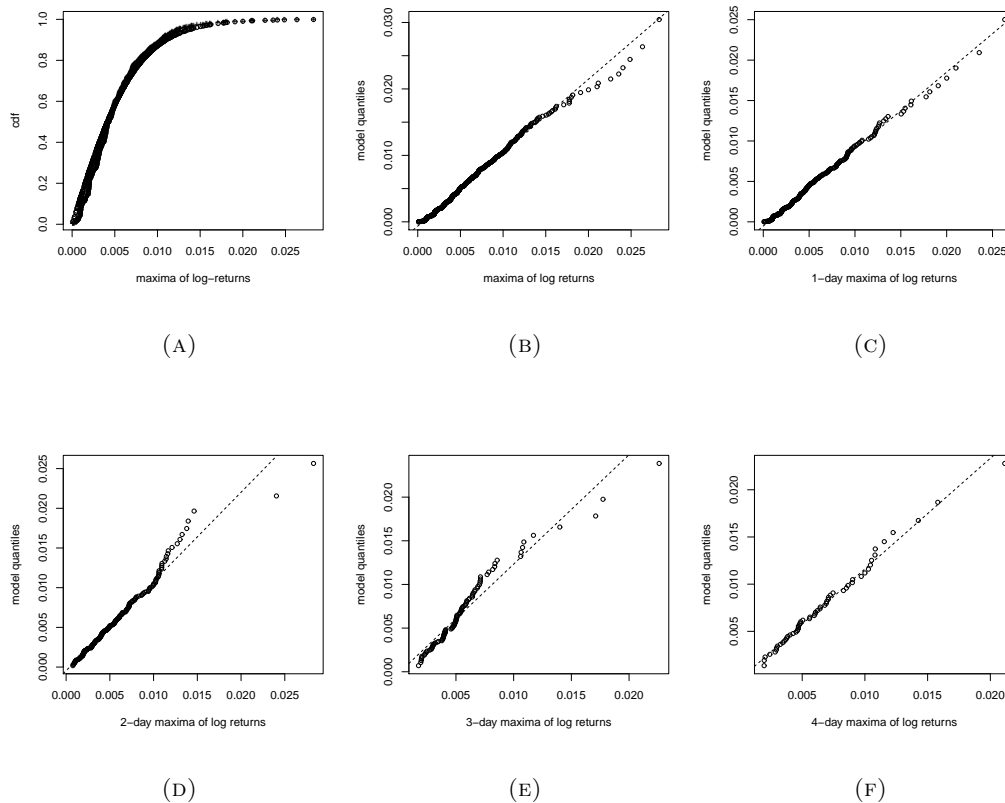 cdf
0.0 0.2 0.4 0.6 0.8 1.0
0.000 0.005 0.010 0.015 0.020 0.025
maxima of log−returns
(A)
model quantiles
0.000 0.010 0.020 0.030
0.000 0.005 0.010 0.015 0.020 0.025
maxima of log returns
(B)
model quantiles
0.000 0.005 0.010 0.015 0.020 0.025
0.000 0.005 0.010 0.015 0.020 0.025
1−day maxima of log returns
(C)
model quantiles
0.000 0.005 0.010 0.015 0.020 0.025
0.000 0.005 0.010 0.015 0.020 0.025
2−day maxima of log returns
(D)
model quantiles
0.000 0.005 0.010 0.015 0.020
0.005 0.010 0.015 0.020
3−day maxima of log returns
(E)
model quantiles
0.005 0.010 0.015 0.020
0.005 0.010 0.015 0.020
4−day maxima of log returns
(F)